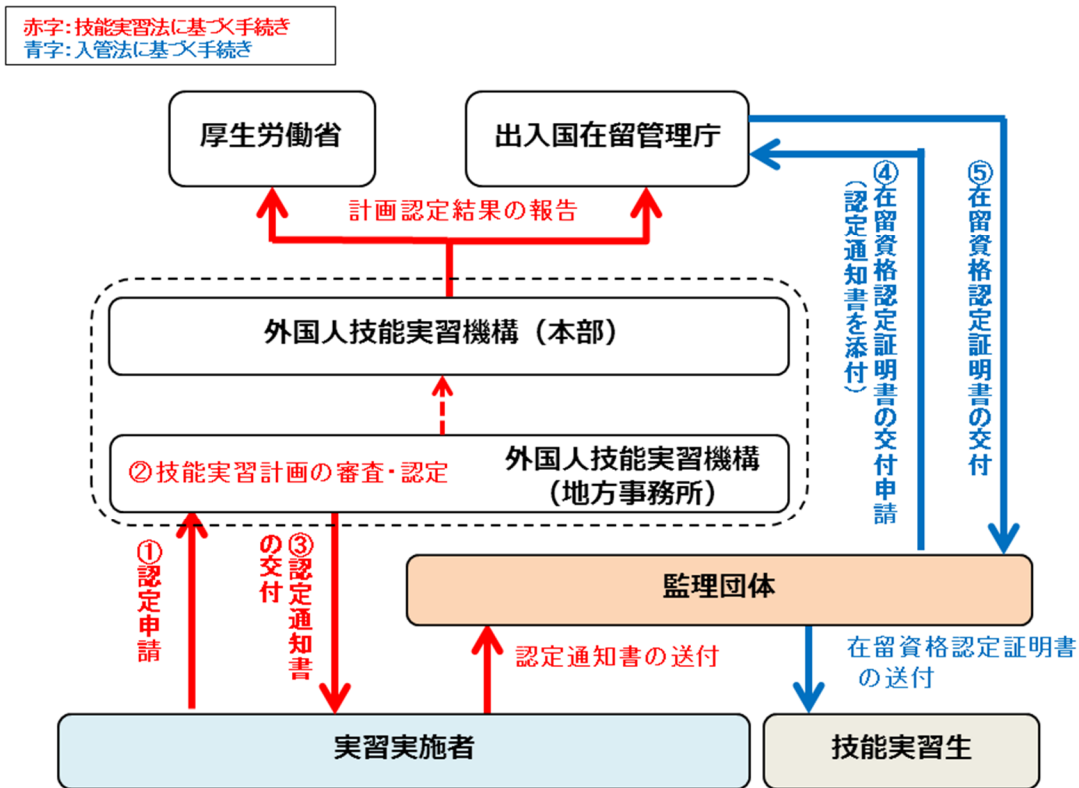 赤字：技能実習法に基づく手続き
青字：入管法に基づく手続き
厚生労働省
出入国在留管理庁
計画認定結果の報告
④在留資格認定証明書の交付申請
（認定通知書を添付）
⑤在留資格認定証明書の交付
外国人技能実習機構（本部）
②技能実習計画の審査・認定
外国人技能実習機構
（地方事務所）
①認定申請
③認定通知書
の交付
監理団体
認定通知書の送付
在留資格認定証明書
の送付
実習実施者
技能実習生